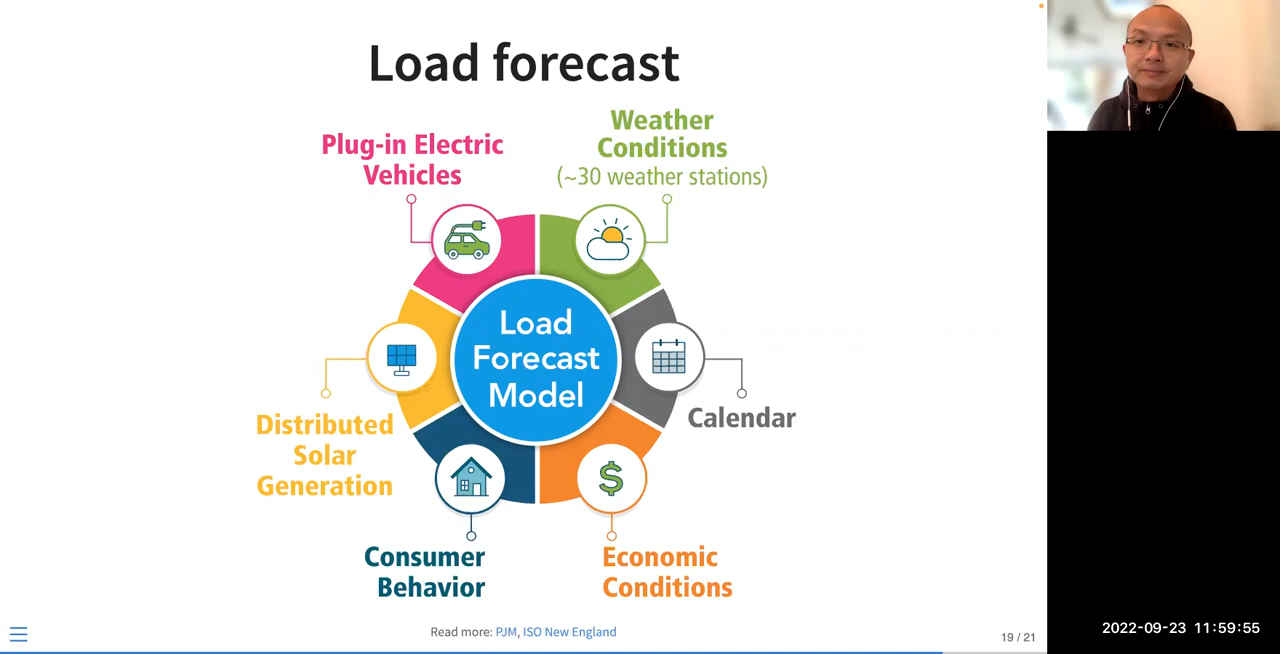 Load forecast
Plug-in Electric
Vehicles
Weather
Conditions
(~30 weather stations)
Load
Forecast
Model
Calendar
Distributed
Solar
Generation
Consumer
Behavior
Economic
Conditions
$
Read more: PJM, ISO New England
19 / 21
2022-09-23 11:59:55